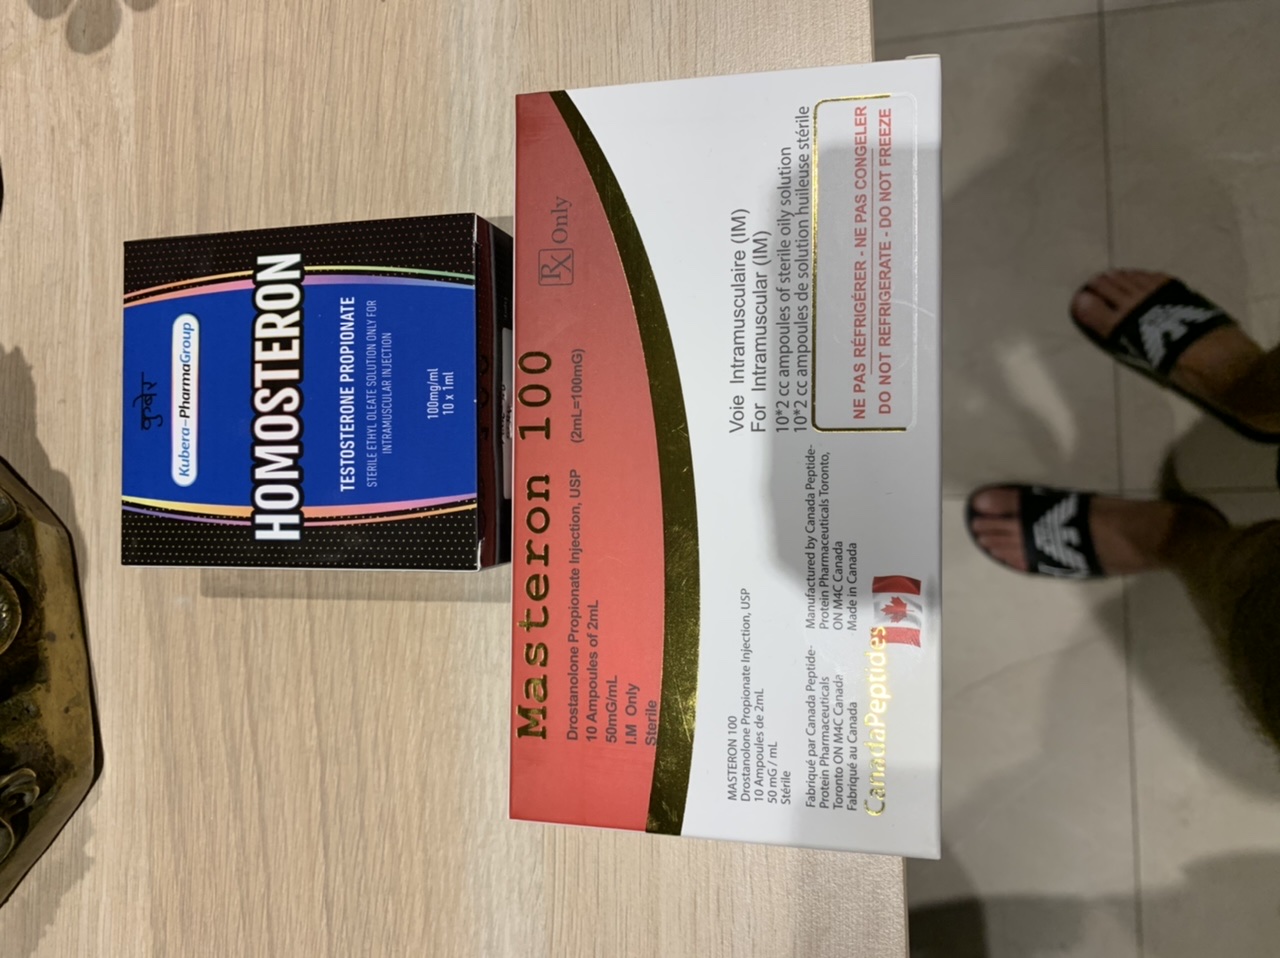 कुबेर
Kubera-PharmaGroup
HOMOSTERON
TESTOSTERONE PROPIONATE
STERILE ETHYL OLEATE SOLUTION ONLY FOR
INTRAMUSCULAR INJECTION
100mg/ml
10 x 1ml
Masteron 100
Drostanolone Propionate Injection, USP (2mL=100mG)
10 Ampoules of 2mL
50mG/mL
I.M Only
Sterile
Rx Only
MASTERON 100
Drostanolone Propionate Injection, USP
10 Ampoules de 2mL
50 mG / mL
Stérile
Voie Intramusculaire (IM)
For Intramuscular (IM)
10*2 cc ampoules of sterile oily solution
10*2 cc ampoules de solution huileuse stérile
Fabriqué par Canada Peptide-
Protein Pharmaceuticals
Toronto ON M4C Canada
Fabriqué au Canada
Manufactured by Canada Peptide-
Protein Pharmaceuticals Toronto,
ON M4C Canada
Made in Canada
CanadaPeptides
NE PAS RÉFRIGÉRER - NE PAS CONGELER
DO NOT REFRIGERATE - DO NOT FREEZE